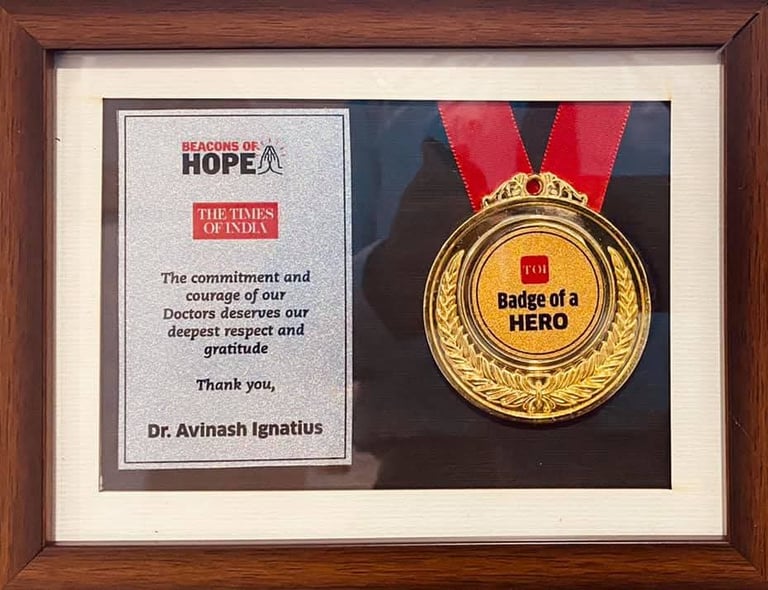 BEACONS OF
HOPE
THE TIMES
OF INDIA
The commitment and
courage of our
Doctors deserves our
deepest respect and
gratitude
Thank you,
Dr. Avinash Ignatius
TOI
Badge of a
HERO